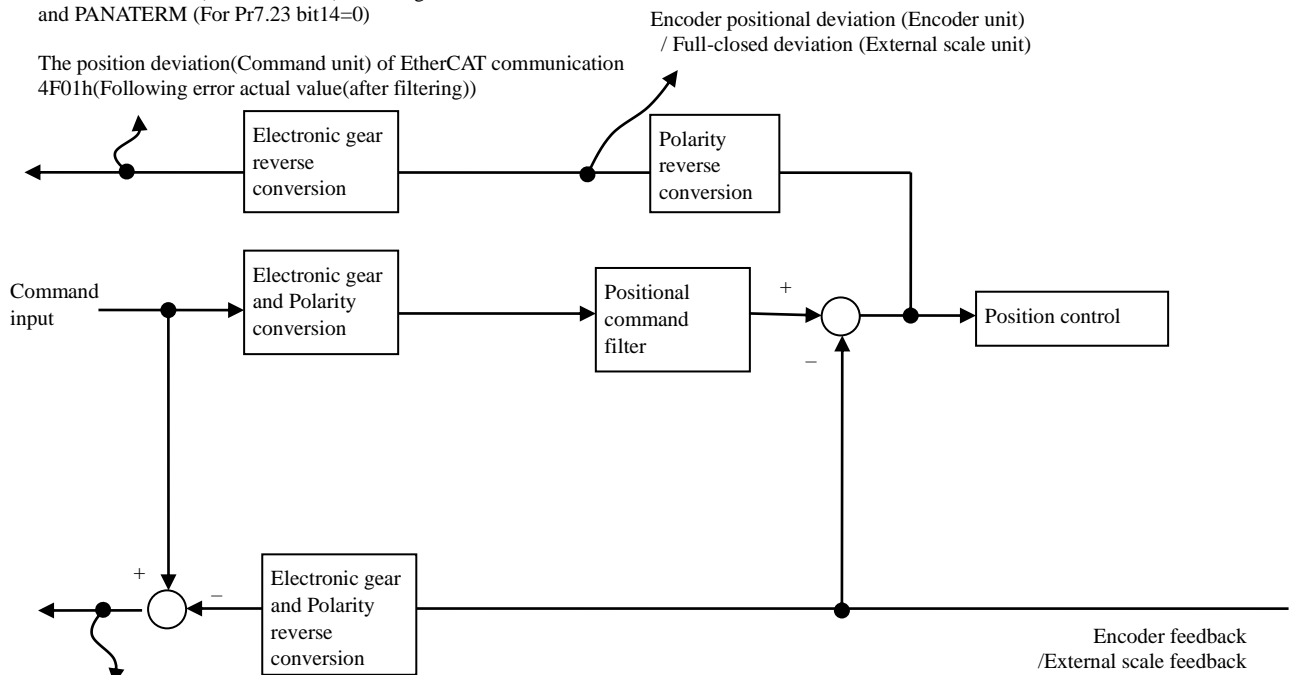 and PANATERM (For Pr7.23 bit14=0)
Encoder positional deviation (Encoder unit)
/ Full-closed deviation (External scale unit)
The position deviation(Command unit) of EtherCAT communication
4F01h(Following error actual value(after filtering))
Electronic gear
reverse
conversion
Polarity
reverse
conversion
Command
input
Electronic gear
and Polarity
conversion
Positional
command
filter
+
−
Position control
+
−
Electronic gear
and Polarity
reverse
conversion
Encoder feedback
/External scale feedback